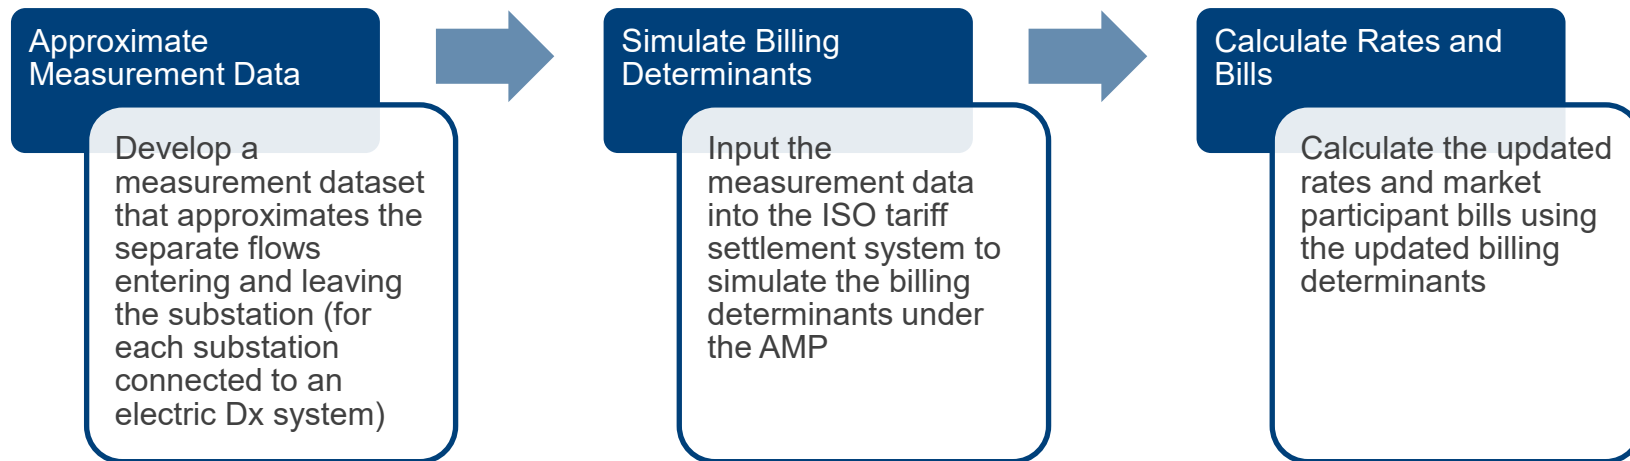 Approximate
Measurement Data
Develop a
measurement dataset
that approximates the
separate flows
entering and leaving
the substation (for
each substation
connected to an
electric Dx system)
Simulate Billing
Determinants
Input the
measurement data
into the ISO tariff
settlement system to
simulate the billing
determinants under
the AMP
Calculate Rates and
Bills
Calculate the updated
rates and market
participant bills using
the updated billing
determinants